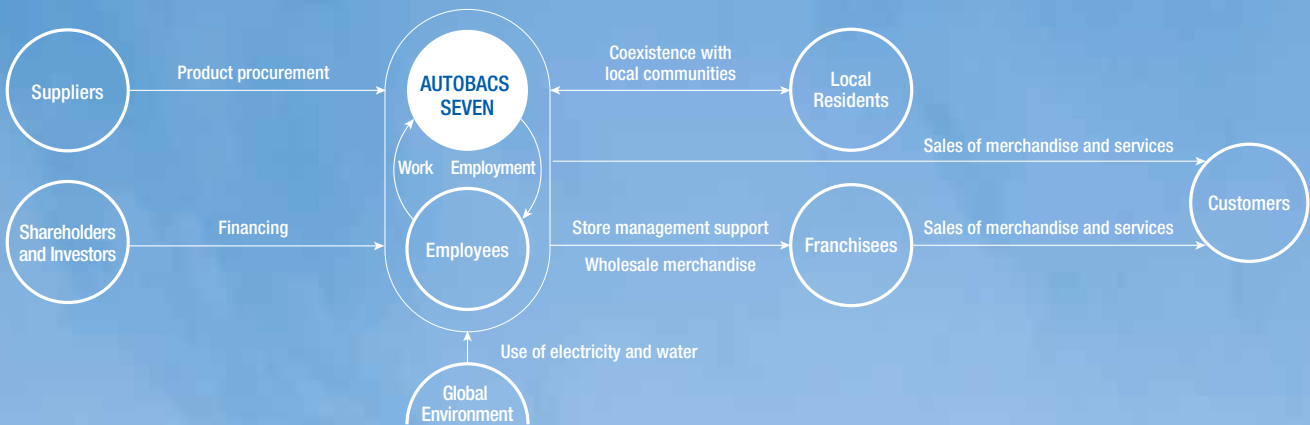 Suppliers
Product procurement
AUTOBACS
SEVEN
Coexistence with
local communities
Local
Residents
Work
Employment
Sales of merchandise and services
Customers
Shareholders
and Investors
Financing
Employees
Store management support
Wholesale merchandise
Franchisees
Sales of merchandise and services
Use of electricity and water
Global
Environment